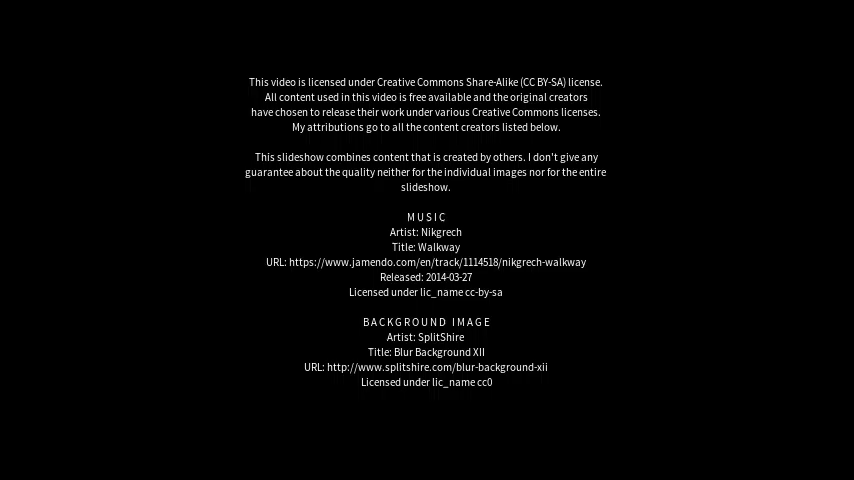 This video is licensed under Creative Commons Share-Alike (CC BY-SA) license.
All content used in this video is free available and the original creators
have chosen to release their work under various Creative Commons licenses.
My attributions go to all the content creators listed below.
This slideshow combines content that is created by others. I don't give any
guarantee about the quality neither for the individual images nor for the entire
slideshow.
MUSIC
Artist: Nikgrech
Title: Walkway
URL: https://www.jamendo.com/en/track/1114518/nikgrech-walkway
Released: 2014-03-27
Licensed under lic_name cc-by-sa
BACKGROUND IMAGE
Artist: SplitShire
Title: Blur Background XII
URL: http://www.splitshire.com/blur-background-xii
Licensed under lic_name cc0